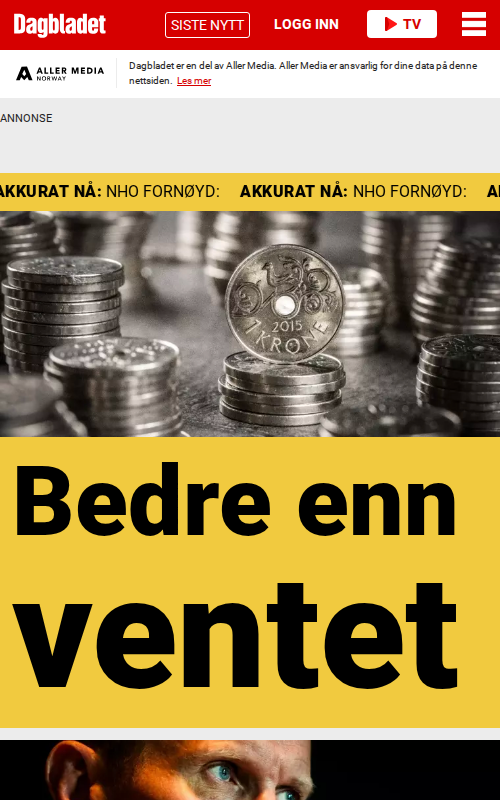 Dagbladet
SISTE NYTT
LOGG INN
TV
ALLER MEDIA
NORWAY
Dagbladet er en del av Aller Media. Aller Media er ansvarlig for dine data på denne
nettsiden. Les mer
ANNONSE
AKKURAT NÅ: NHO FORNØYD: AKKURAT NÅ: NHO FORNØYD:
2015
1 KRONE
Bedre enn
ventet